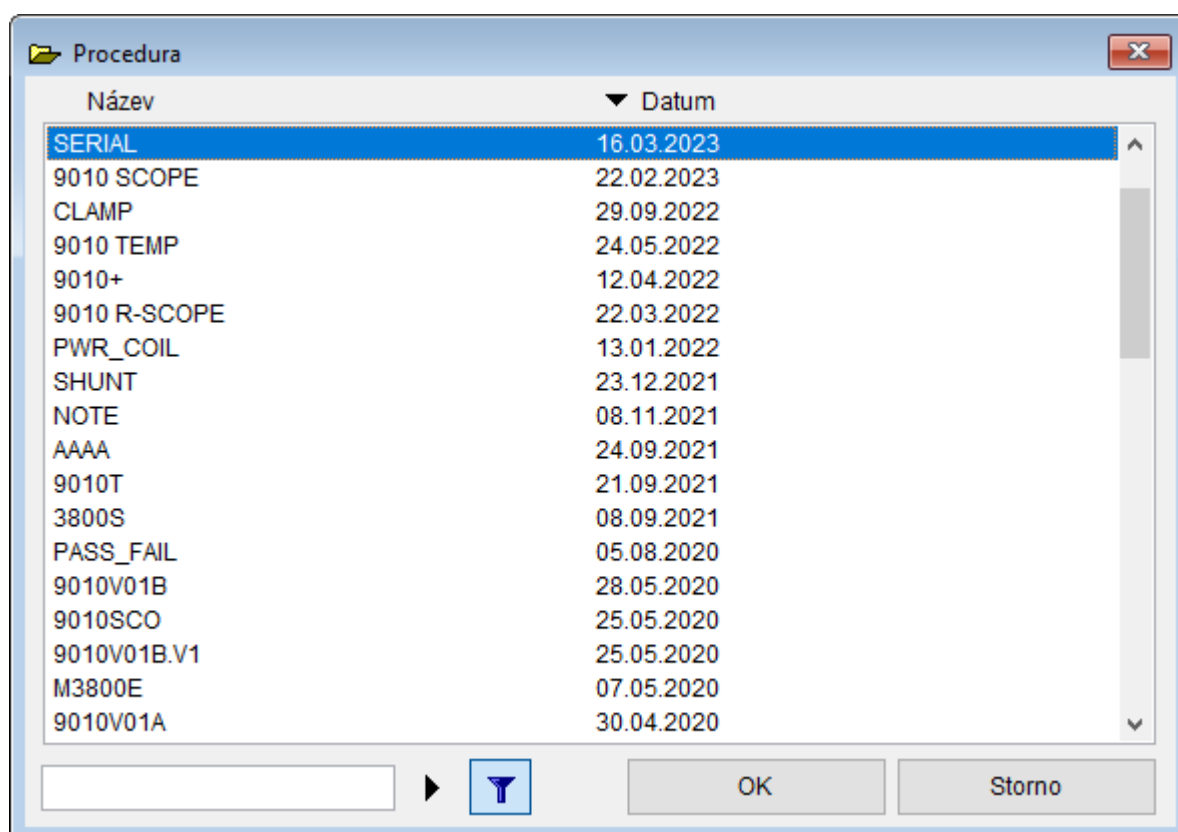 Procedura
Název Datum
SERIAL 16.03.2023
9010 SCOPE 22.02.2023
CLAMP 29.09.2022
9010 TEMP 24.05.2022
9010+ 12.04.2022
9010 R-SCOPE 22.03.2022
PWR_COIL 13.01.2022
SHUNT 23.12.2021
NOTE 08.11.2021
AAAA 24.09.2021
9010T 21.09.2021
3800S 08.09.2021
PASS_FAIL 05.08.2020
9010V01B 28.05.2020
9010SCO 25.05.2020
9010V01B.V1 25.05.2020
M3800E 07.05.2020
9010V01A 30.04.2020
OK Storno